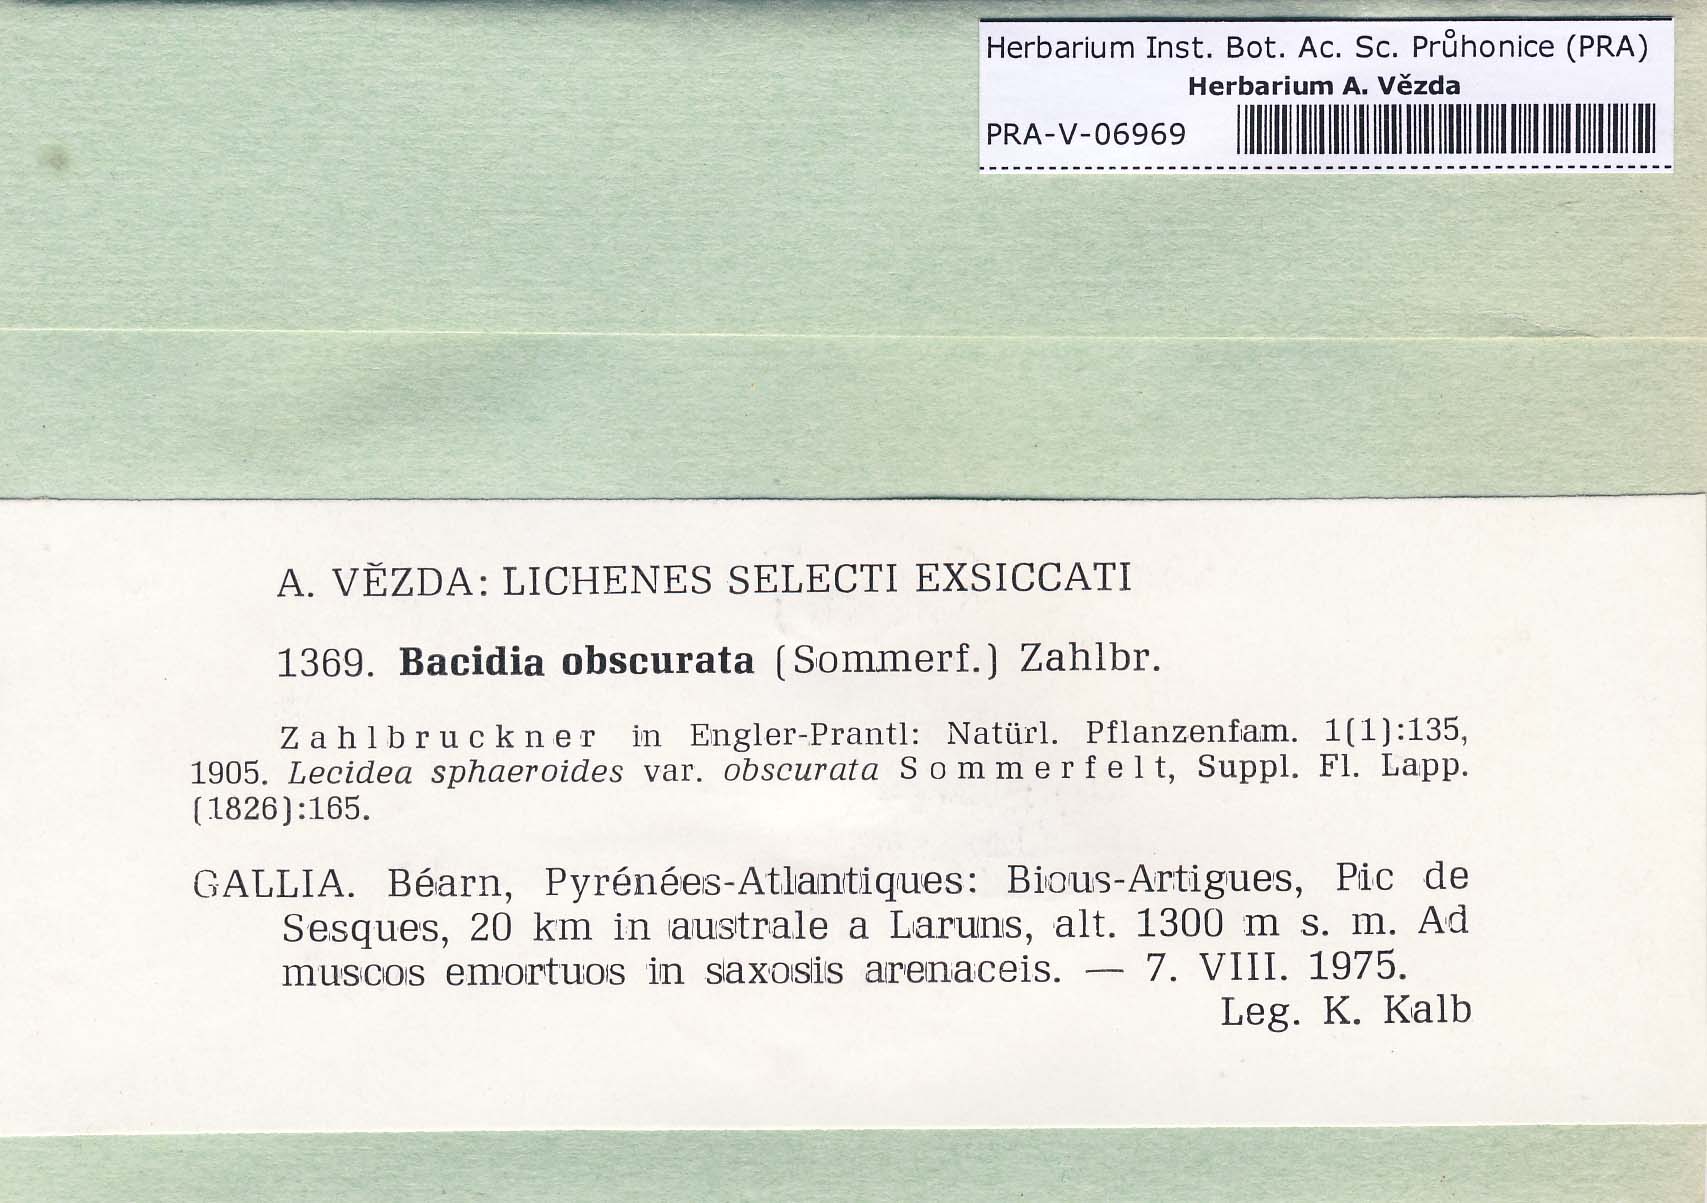 Herbarium Inst. Bot. Ac. Sc. Průhonice (PRA)
Herbarium A. Vězda
PRA-V-06969
A. VĚZDA: LICHENES SELECTI EXSICCATI
1369. Bacidia obscurata (Sommerf.) Zahlbr.
Zahlbruckner in Engler-Prantl: Natürl. Pflanzenfam. 1(1):135,
1905. Lecidea sphaeroides var. obscurata Sommerfelt, Suppl. Fl. Lapp.
(1826):165.
GALLIA. Béarn, Pyrénées-Atlantiques: Bious-Artigues, Pic de
Sesques, 20 km in australe a Laruns, alt. 1300 m s. m. Ad
muscos emortuos in saxosis arenaceis. — 7. VIII. 1975.
Leg. K. Kalb